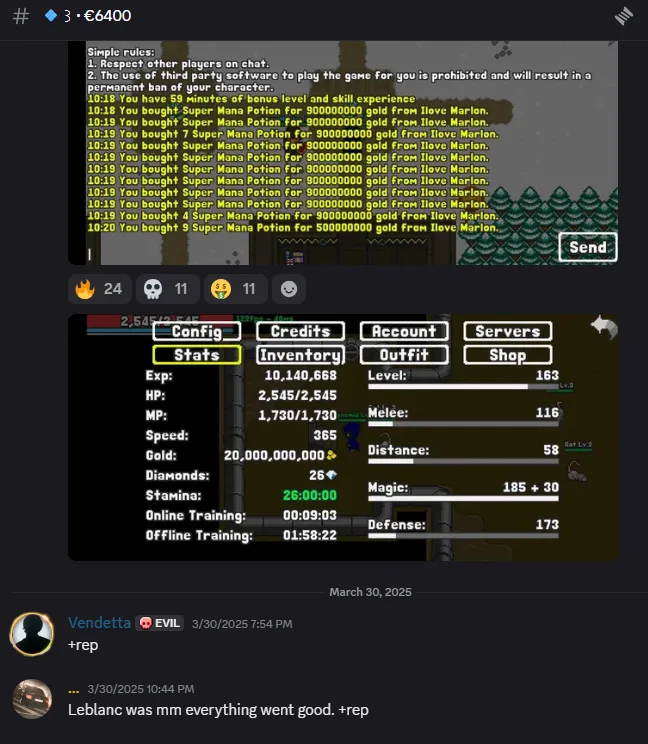 # 3 • €6400
Simple rules:
1. Respect other players on chat.
2. The use of third party software to play the game for you is prohibited and will result in a
permanent ban of your character.
10:18 You have 59 minutes of bonus level and skill experience
10:18 You bought Super Mana Potion for 900000000 gold from Ilove Marlon.
10:19 You bought 7 Super Mana Potion for 900000000 gold from Ilove Marlon.
10:19 You bought Super Mana Potion for 900000000 gold from Ilove Marlon.
10:19 You bought Super Mana Potion for 900000000 gold from Ilove Marlon.
10:19 You bought Super Mana Potion for 900000000 gold from Ilove Marlon.
10:19 You bought Super Mana Potion for 900000000 gold from Ilove Marlon.
10:19 You bought Super Mana Potion for 900000000 gold from Ilove Marlon.
10:19 You bought Super Mana Potion for 900000000 gold from Ilove Marlon.
10:19 You bought 4 Super Mana Potion for 900000000 gold from Ilove Marlon.
10:20 You bought 9 Super Mana Potion for 500000000 gold from Ilove Marlon.
Send
24 11 11
2,545/2,545
Config Credits Account Servers
Stats Inventory Outfit Shop
Exp: 10,140,668 Level: 163
HP: 2,545/2,545
MP: 1,730/1,730 Melee: 116
Speed: 365
Gold: 20,000,000,000 Distance: 58
Diamonds: 26
Stamina: 26:00:00 Magic: 185 + 30
Online Training: 00:09:03
Offline Training: 01:58:22 Defense: 173
March 30, 2025
Vendetta EVIL 3/30/2025 7:54 PM
+rep
... 3/30/2025 10:44 PM
Leblanc was mm everything went good. +rep